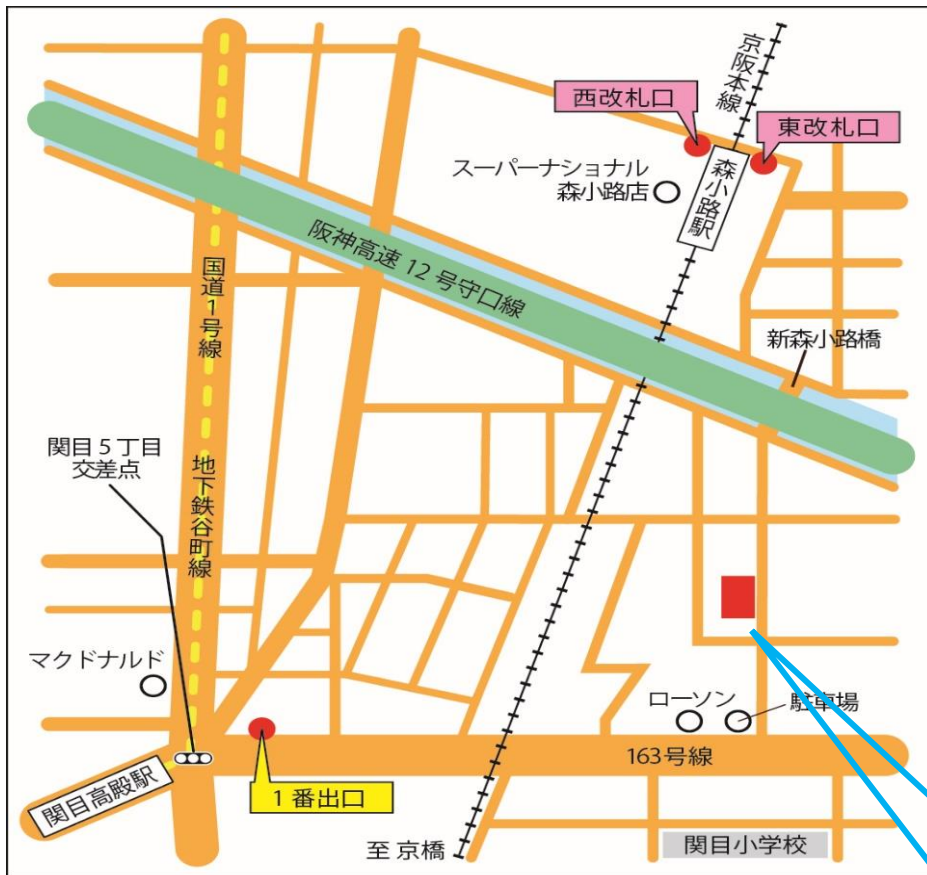 京阪本線
西改札口
東改札口
スーパーナショナル
森小路店
森小路駅
阪神高速 12 号守口線
国道1号線
新森小路橋
関目 5 丁目
交差点
地下鉄谷町線
マクドナルド
ローソン
駐車場
163号線
関目高殿駅
1 番出口
至 京橋
関目小学校